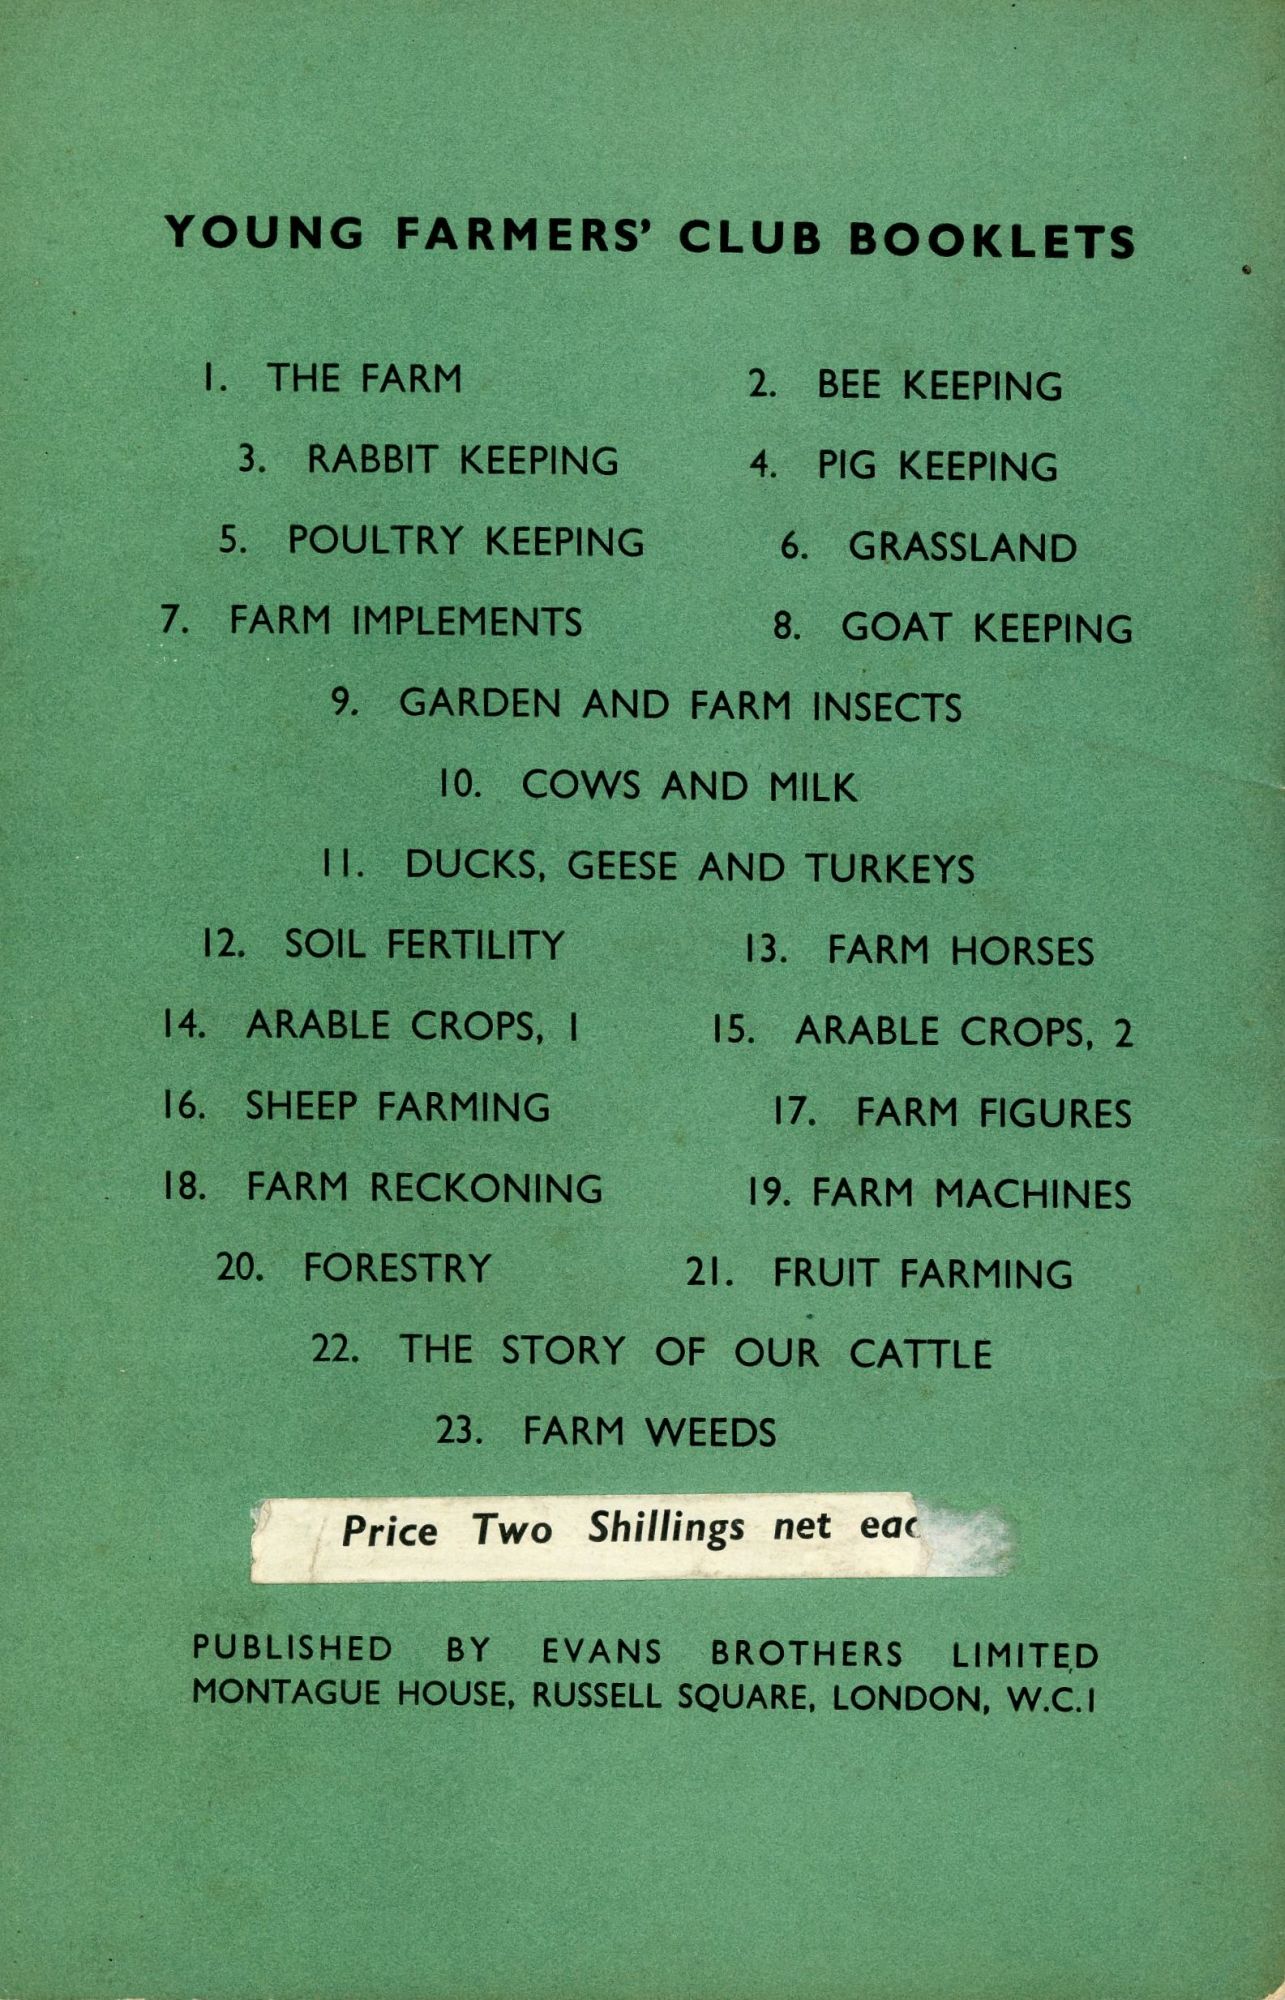 YOUNG FARMERS' CLUB BOOKLETS
1. THE FARM 2. BEE KEEPING
3. RABBIT KEEPING 4. PIG KEEPING
5. POULTRY KEEPING 6. GRASSLAND
7. FARM IMPLEMENTS 8. GOAT KEEPING
9. GARDEN AND FARM INSECTS
10. COWS AND MILK
11. DUCKS, GEESE AND TURKEYS
12. SOIL FERTILITY 13. FARM HORSES
14. ARABLE CROPS, 1 15. ARABLE CROPS, 2
16. SHEEP FARMING 17. FARM FIGURES
18. FARM RECKONING 19. FARM MACHINES
20. FORESTRY 21. FRUIT FARMING
22. THE STORY OF OUR CATTLE
23. FARM WEEDS
Price Two Shillings net eac
PUBLISHED BY EVANS BROTHERS LIMITED
MONTAGUE HOUSE, RUSSELL SQUARE, LONDON, W.C.1